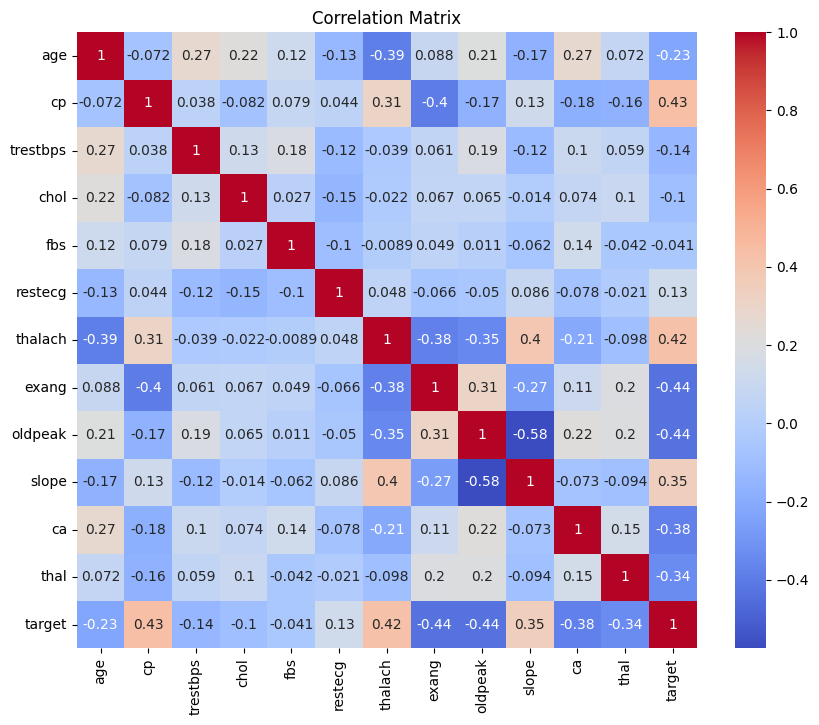 Correlation Matrix
age 1 -0.072 0.27 0.22 0.12 -0.13 -0.39 0.088 0.21 -0.17 0.27 0.072 -0.23
cp -0.072 1 0.038 -0.082 0.079 0.044 0.31 -0.4 -0.17 0.13 -0.18 -0.16 0.43
trestbps 0.27 0.038 1 0.13 0.18 -0.12 -0.039 0.061 0.19 -0.12 0.1 0.059 -0.14
chol 0.22 -0.082 0.13 1 0.027 -0.15 -0.022 0.067 0.065 -0.014 0.074 0.1 -0.1
fbs 0.12 0.079 0.18 0.027 1 -0.1 -0.0089 0.049 0.011 -0.062 0.14 -0.042 -0.041
restecg -0.13 0.044 -0.12 -0.15 -0.1 1 0.048 -0.066 -0.05 0.086 -0.078 -0.021 0.13
thalach -0.39 0.31 -0.039 -0.022 -0.0089 0.048 1 -0.38 -0.35 0.4 -0.21 -0.098 0.42
exang 0.088 -0.4 0.061 0.067 0.049 -0.066 -0.38 1 0.31 -0.27 0.11 0.2 -0.44
oldpeak 0.21 -0.17 0.19 0.065 0.011 -0.05 -0.35 0.31 1 -0.58 0.22 0.2 -0.44
slope -0.17 0.13 -0.12 -0.014 -0.062 0.086 0.4 -0.27 -0.58 1 -0.073 -0.094 0.35
ca 0.27 -0.18 0.1 0.074 0.14 -0.078 -0.21 0.11 0.22 -0.073 1 0.15 -0.38
thal 0.072 -0.16 0.059 0.1 -0.042 -0.021 -0.098 0.2 0.2 -0.094 0.15 1 -0.34
target -0.23 0.43 -0.14 -0.1 -0.041 0.13 0.42 -0.44 -0.44 0.35 -0.38 -0.34 1
age cp trestbps chol fbs restecg thalach exang oldpeak slope ca thal target
1.0
0.8
0.6
0.4
0.2
0.0
−0.2
−0.4